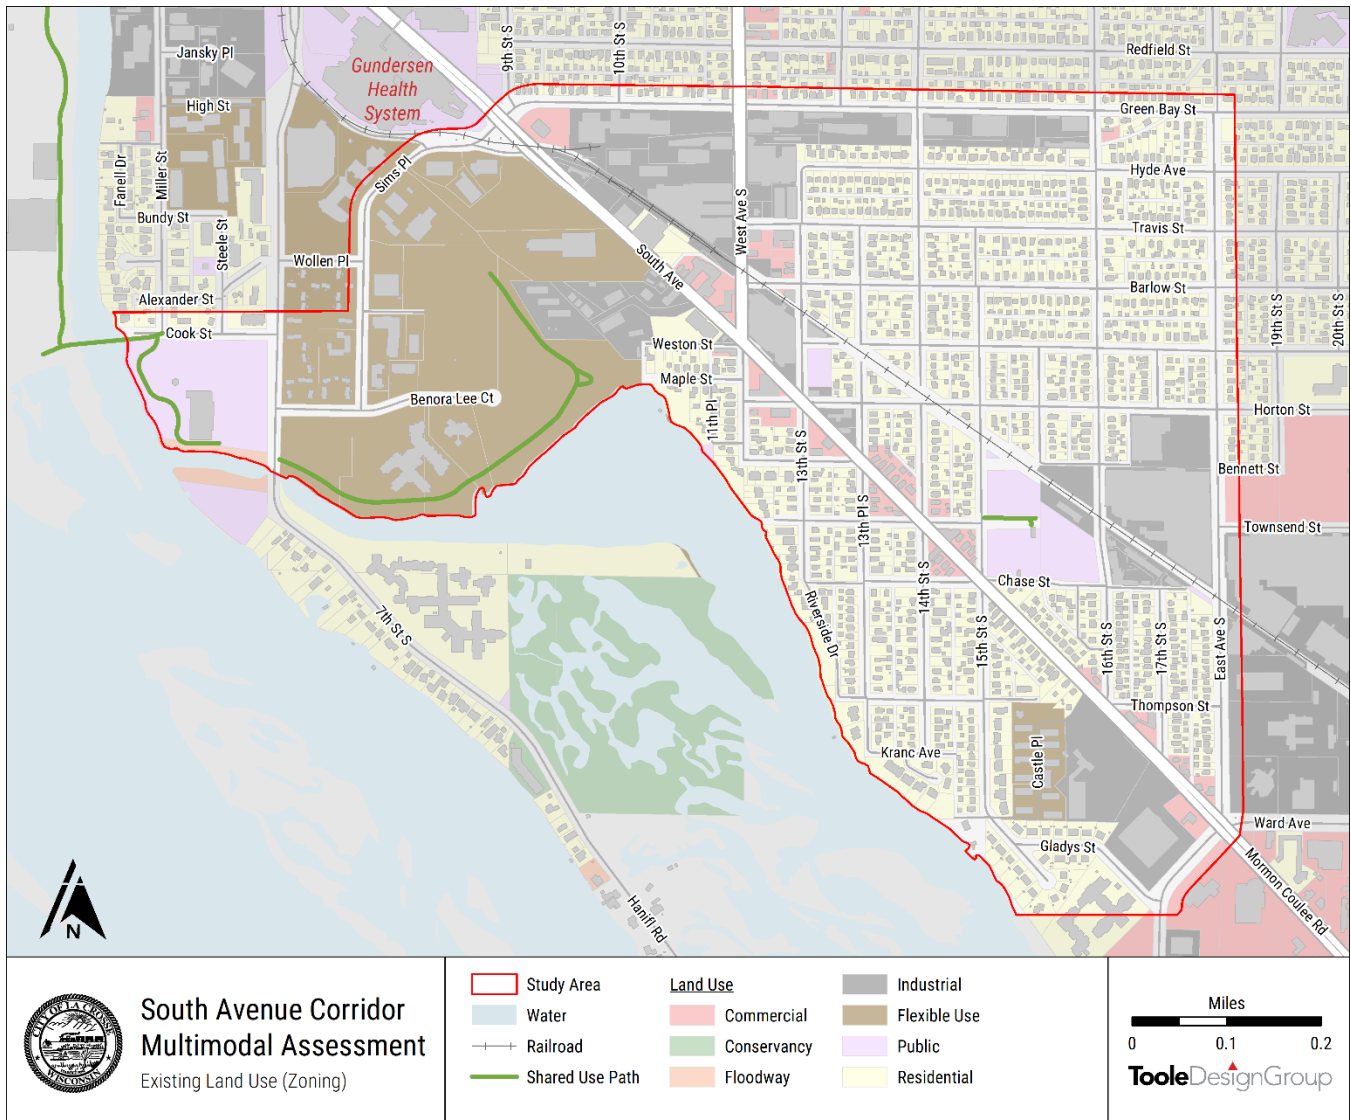 Jansky Pl
High St
Gundersen
Health
System
9th St S
10th St S
Redfield St
Green Bay St
Fanell Dr
Miller St
Bundy St
Steele St
Sims Pl
Hyde Ave
Travis St
West Ave S
South Ave
Wollen Pl
Barlow St
Alexander St
Cook St
19th St S
20th St S
Weston St
Maple St
11th Pl
Benora Lee Ct
Horton St
13th St S
Bennett St
13th Pl S
Townsend St
14th St S
Chase St
7th St S
Riverside Dr
15th St S
16th St S
17th St S
East Ave S
Thompson St
Kranc Ave
Castle Pl
Ward Ave
Gladys St
Mormon Coulee Rd
Hanifl Rd
N
CITY OF LA CROSSE
WISCONSIN
South Avenue Corridor
Multimodal Assessment
Existing Land Use (Zoning)
Study Area
Water
Railroad
Shared Use Path
Land Use
Commercial
Conservancy
Floodway
Industrial
Flexible Use
Public
Residential
Miles
0 0.1 0.2
TooleDesignGroup